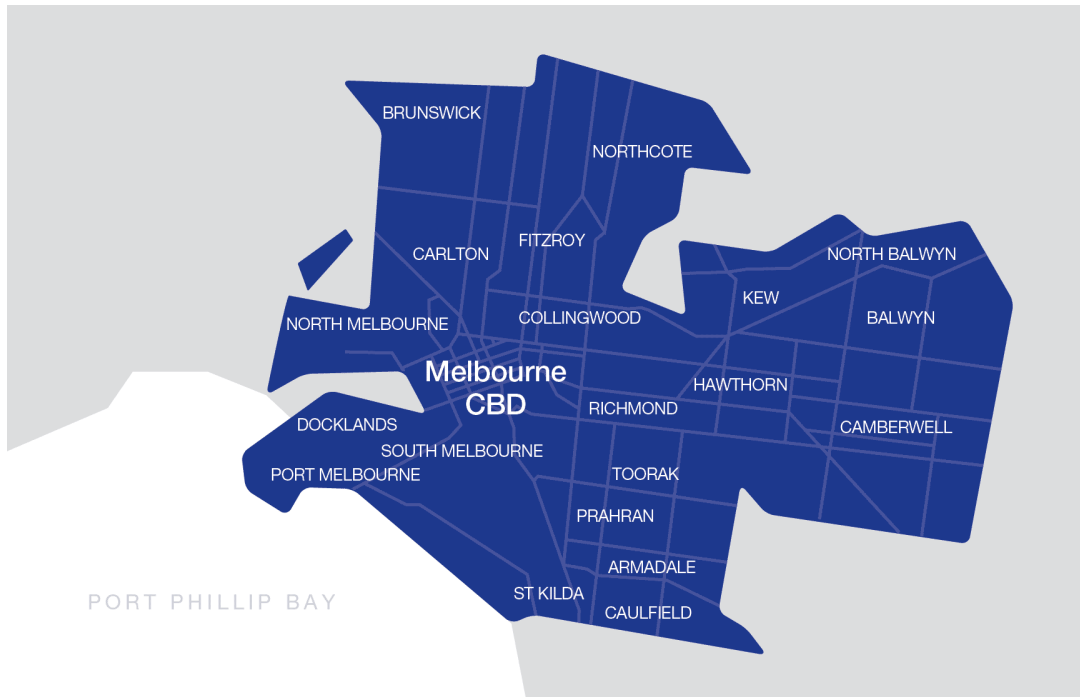 BRUNSWICK
NORTHCOTE
FITZROY
CARLTON
NORTH BALWYN
KEW
COLLINGWOOD
BALWYN
NORTH MELBOURNE
Melbourne
CBD
HAWTHORN
RICHMOND
DOCKLANDS
CAMBERWELL
SOUTH MELBOURNE
PORT MELBOURNE
TOORAK
PRAHRAN
ARMADALE
ST KILDA
PORT PHILLIP BAY
CAULFIELD